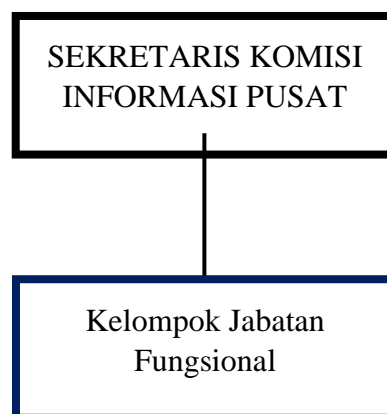 SEKRETARIS KOMISI
INFORMASI PUSAT
Kelompok Jabatan
Fungsional